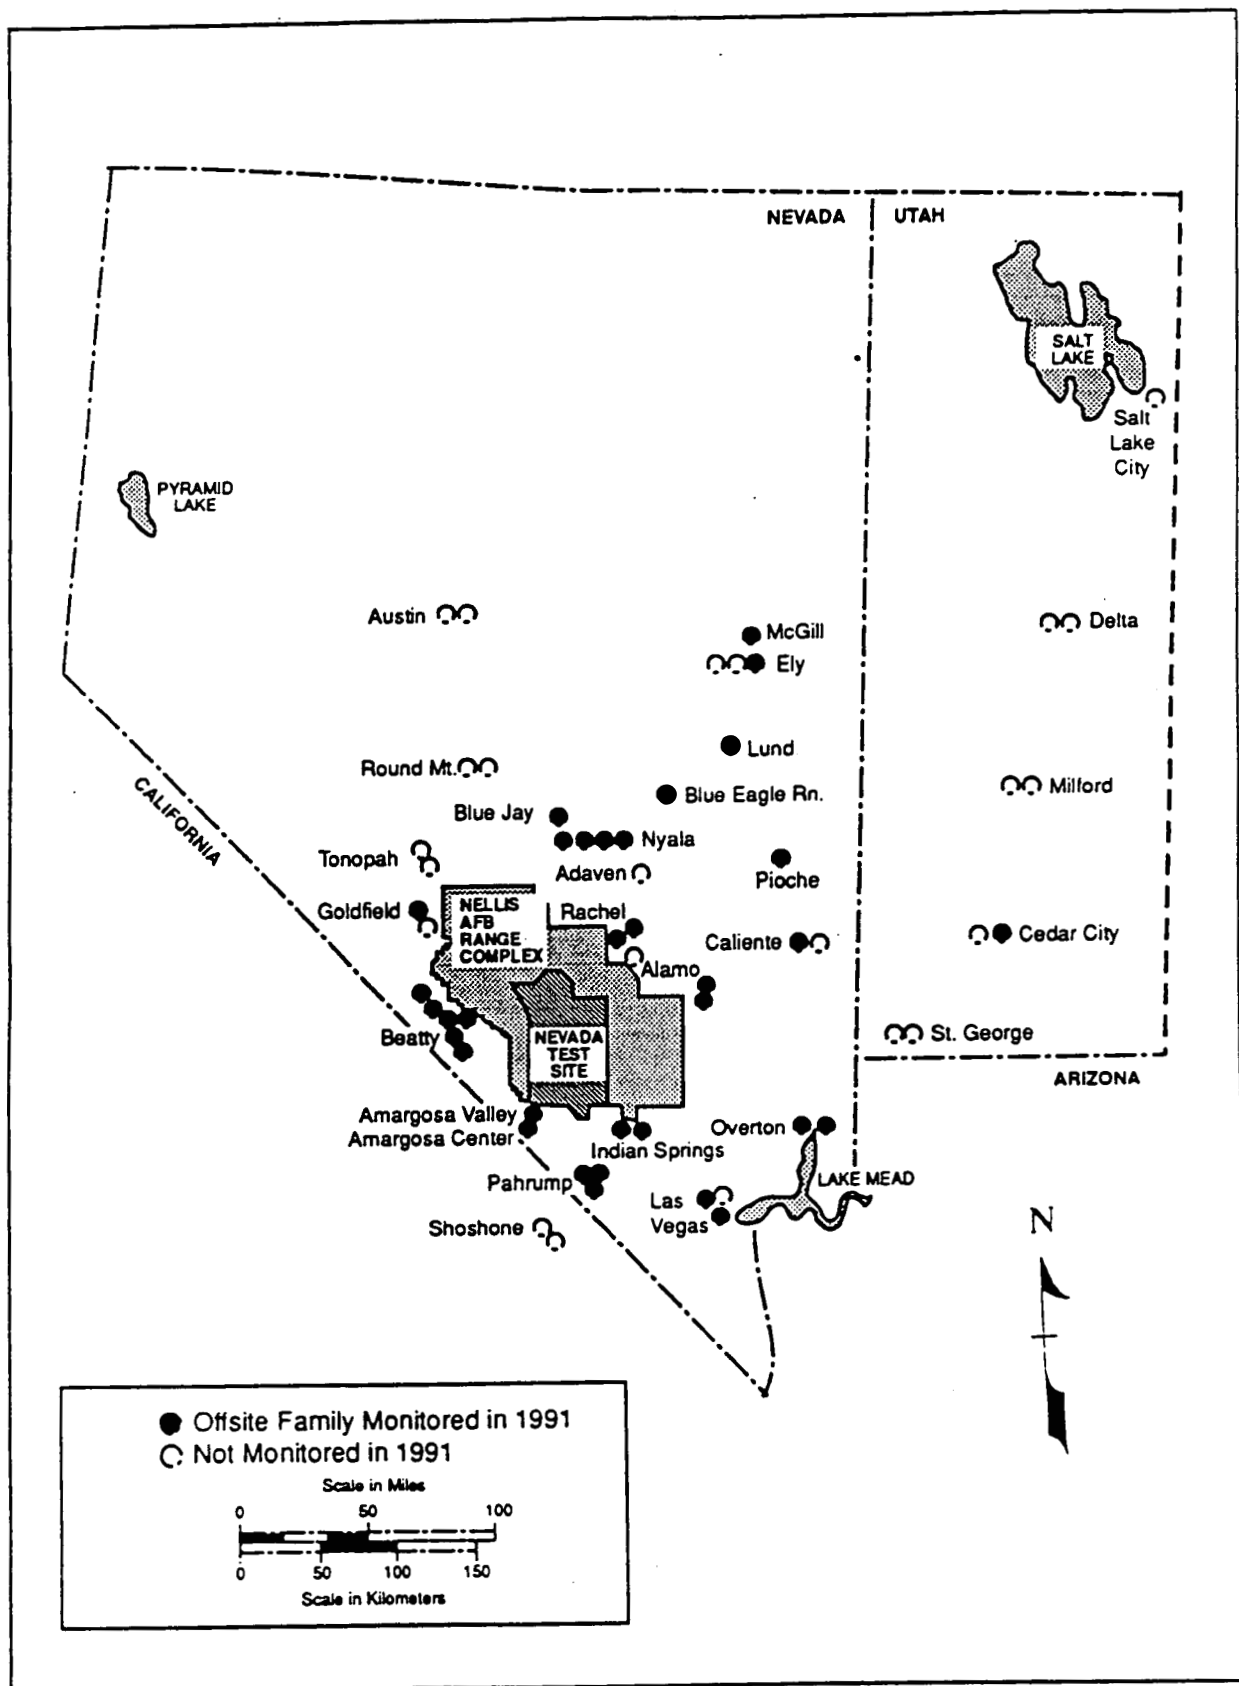 NEVADA
UTAH
SALT
LAKE
Salt
Lake
City
PYRAMID
LAKE
Austin
McGill
Ely
Delta
Lund
Round Mt.
Blue Eagle Rn.
Milford
CALIFORNIA
Blue Jay
Nyala
Tonopah
Adaven
Pioche
Goldfield
NELLIS
AFB
RANGE
COMPLEX
Rachel
Caliente
Cedar City
Alamo
Beatty
NEVADA
TEST
SITE
St. George
ARIZONA
Amargosa Valley
Amargosa Center
Indian Springs
Overton
Pahrump
LAKE MEAD
Las
Vegas
Shoshone
N
Offsite Family Monitored in 1991
Not Monitored in 1991
Scale in Miles
0 50 100
0 50 100 150
Scale in Kilometers